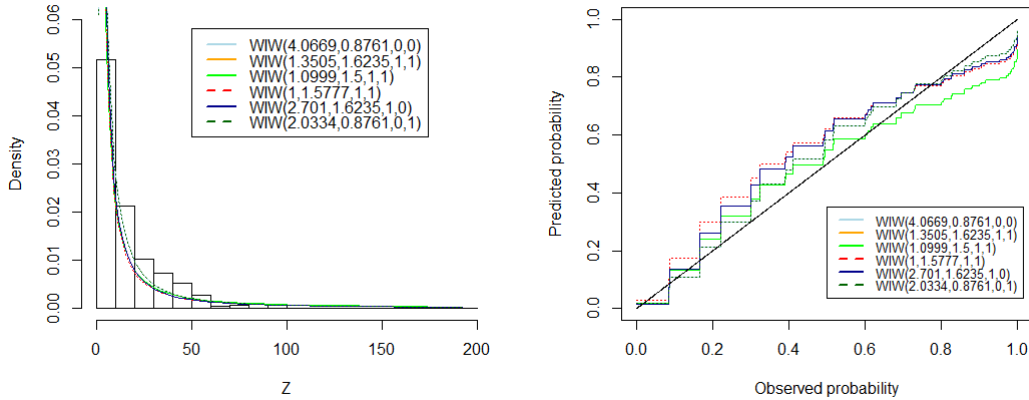 0.06
0.05
0.04
0.03
0.02
0.01
0.00
Density
WIW(4.0669,0.8761,0,0)
WIW(1.3505,1.6235,1,1)
WIW(1.0999,1.5,1,1)
WIW(1,1.5777,1,1)
WIW(2.701,1.6235,1,0)
WIW(2.0334,0.8761,0,1)
0 50 100 150 200
Z
1.0
0.8
0.6
0.4
0.2
0.0
Predicted probability
WIW(4.0669,0.8761,0,0)
WIW(1.3505,1.6235,1,1)
WIW(1.0999,1.5,1,1)
WIW(1,1.5777,1,1)
WIW(2.701,1.6235,1,0)
WIW(2.0334,0.8761,0,1)
0.0 0.2 0.4 0.6 0.8 1.0
Observed probability